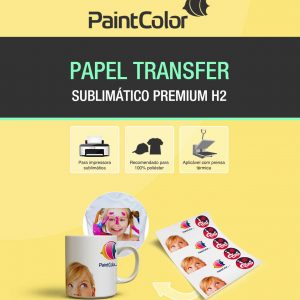 PaintColor
PAPEL TRANSFER
SUBLIMÁTICO PREMIUM H2
Para impressora
sublimática
Recomendado para
100% poliéster
Aplicável com prensa
térmica
PaintColor